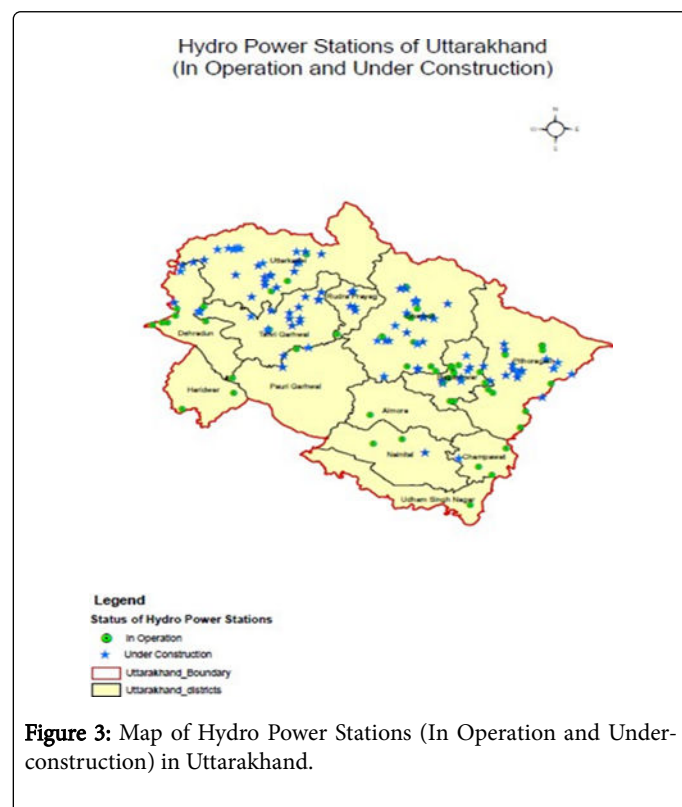 Hydro Power Stations of Uttarakhand
(In Operation and Under Construction)
N
E
S
Uttarkashi
Rudra Prayag
Dehradun
Tehri Garhwal
Pithoragarh
Haridwar
Pauri Garhwal
Almora
Nainital
Champawat
Udham Singh Nagar
Legend
Status of Hydro Power Stations
In Operation
Under Construction
Uttarakhand_Boundary
Uttarakhand_districts
Figure 3: Map of Hydro Power Stations (In Operation and Under-
construction) in Uttarakhand.